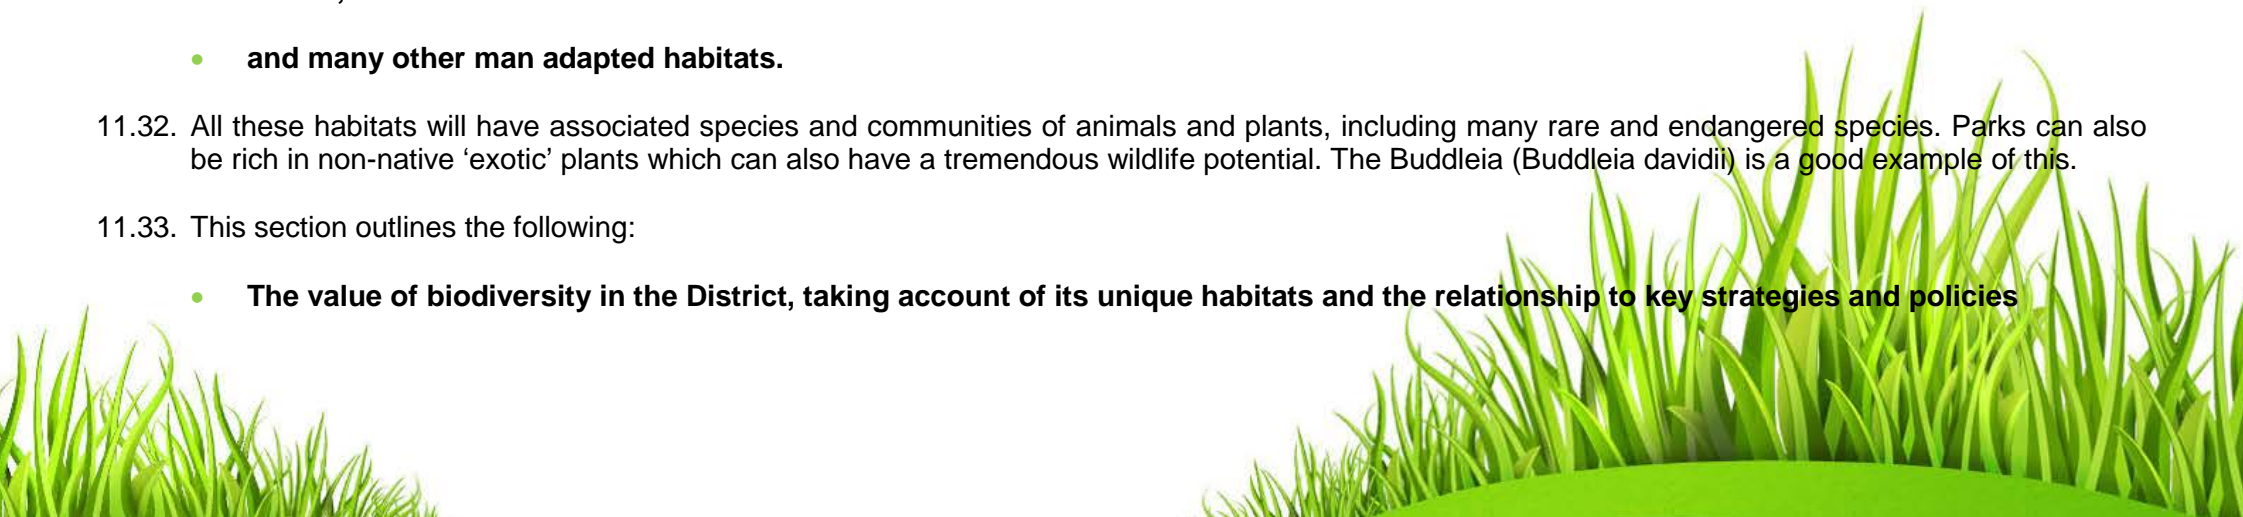 • and many other man adapted habitats.
11.32. All these habitats will have associated species and communities of animals and plants, including many rare and endangered species. Parks can also
be rich in non-native ‘exotic’ plants which can also have a tremendous wildlife potential. The Buddleia (Buddleia davidii) is a good example of this.
11.33. This section outlines the following:
• The value of biodiversity in the District, taking account of its unique habitats and the relationship to key strategies and policies